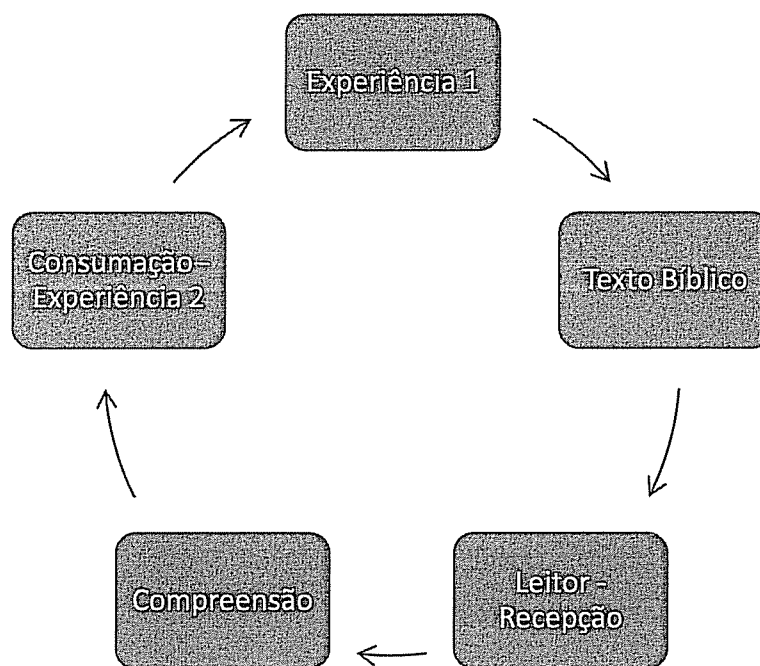 Experiência 1
Texto Bíblico
Leitor -
Recepção
Compreensão
Consumação –
Experiência 2